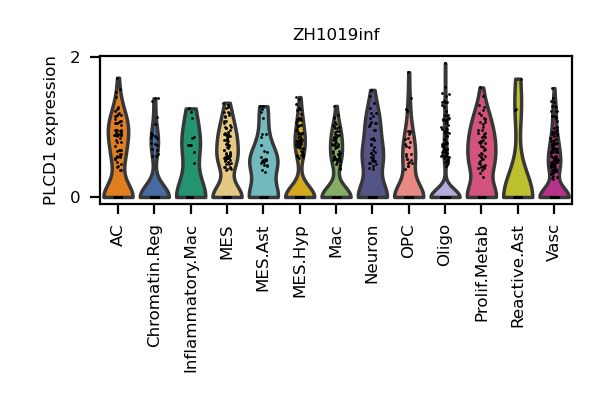 ZH1019inf
PLCD1 expression
2
0
AC
Chromatin.Reg
Inflammatory.Mac
MES
MES.Ast
MES.Hyp
Mac
Neuron
OPC
Oligo
Prolif.Metab
Reactive.Ast
Vasc